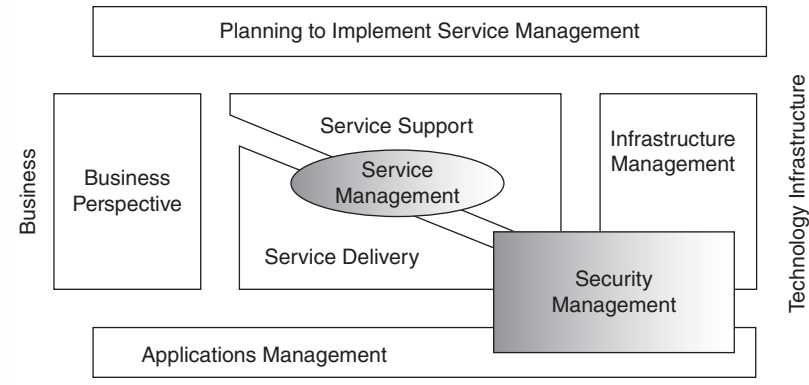 Planning to Implement Service Management
Business
Business
Perspective
Service Support
Service
Management
Service Delivery
Infrastructure
Management
Security
Management
Applications Management
Technology Infrastructure